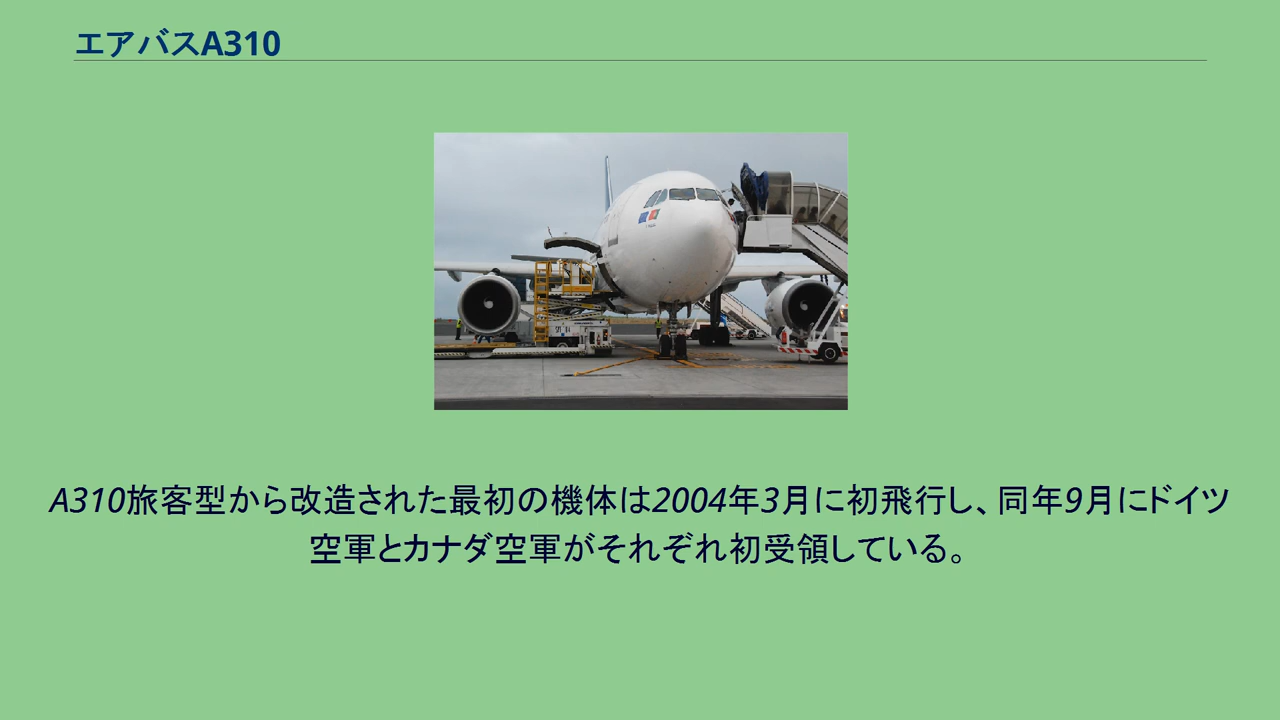 エアバスA310
A310旅客型から改造された最初の機体は2004年3月に初飛行し、同年9月にドイツ
空軍とカナダ空軍がそれぞれ初受領している。